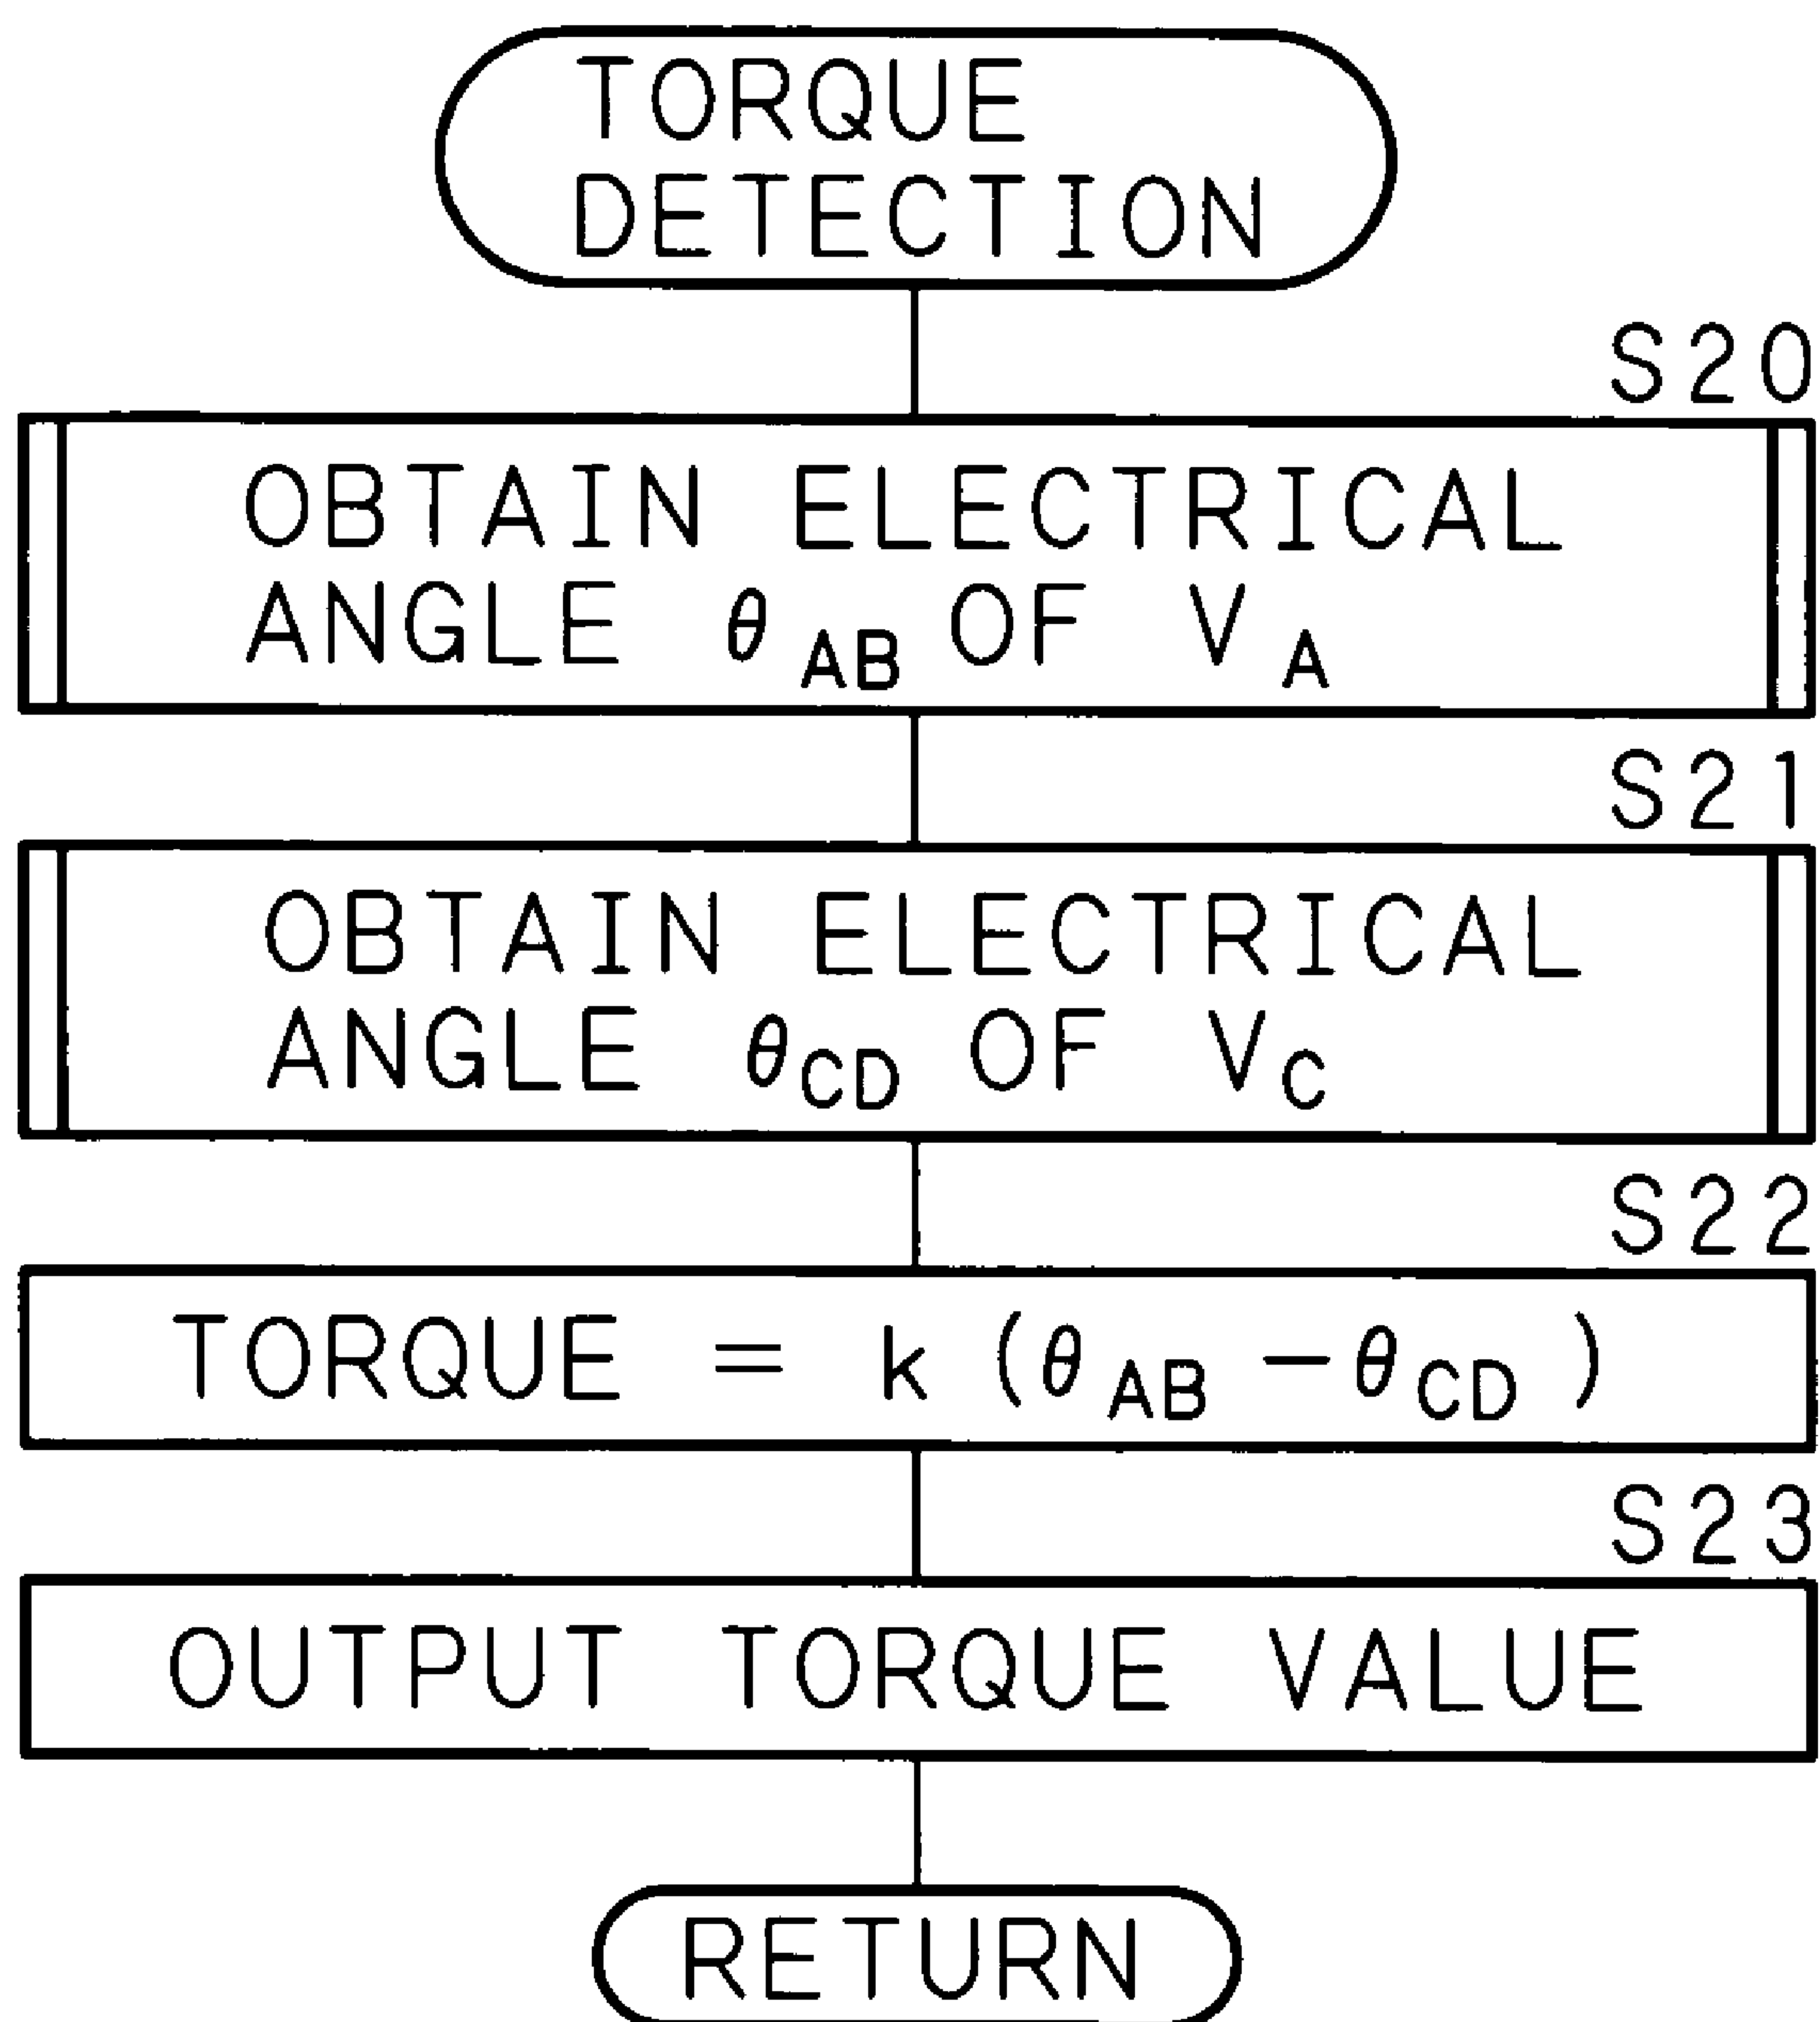 TORQUE
DETECTION
S20
OBTAIN ELECTRICAL
ANGLE θAB OF VA
S21
OBTAIN ELECTRICAL
ANGLE θCD OF VC
S22
TORQUE = k (θAB -θCD )
S23
OUTPUT TORQUE VALUE
RETURN